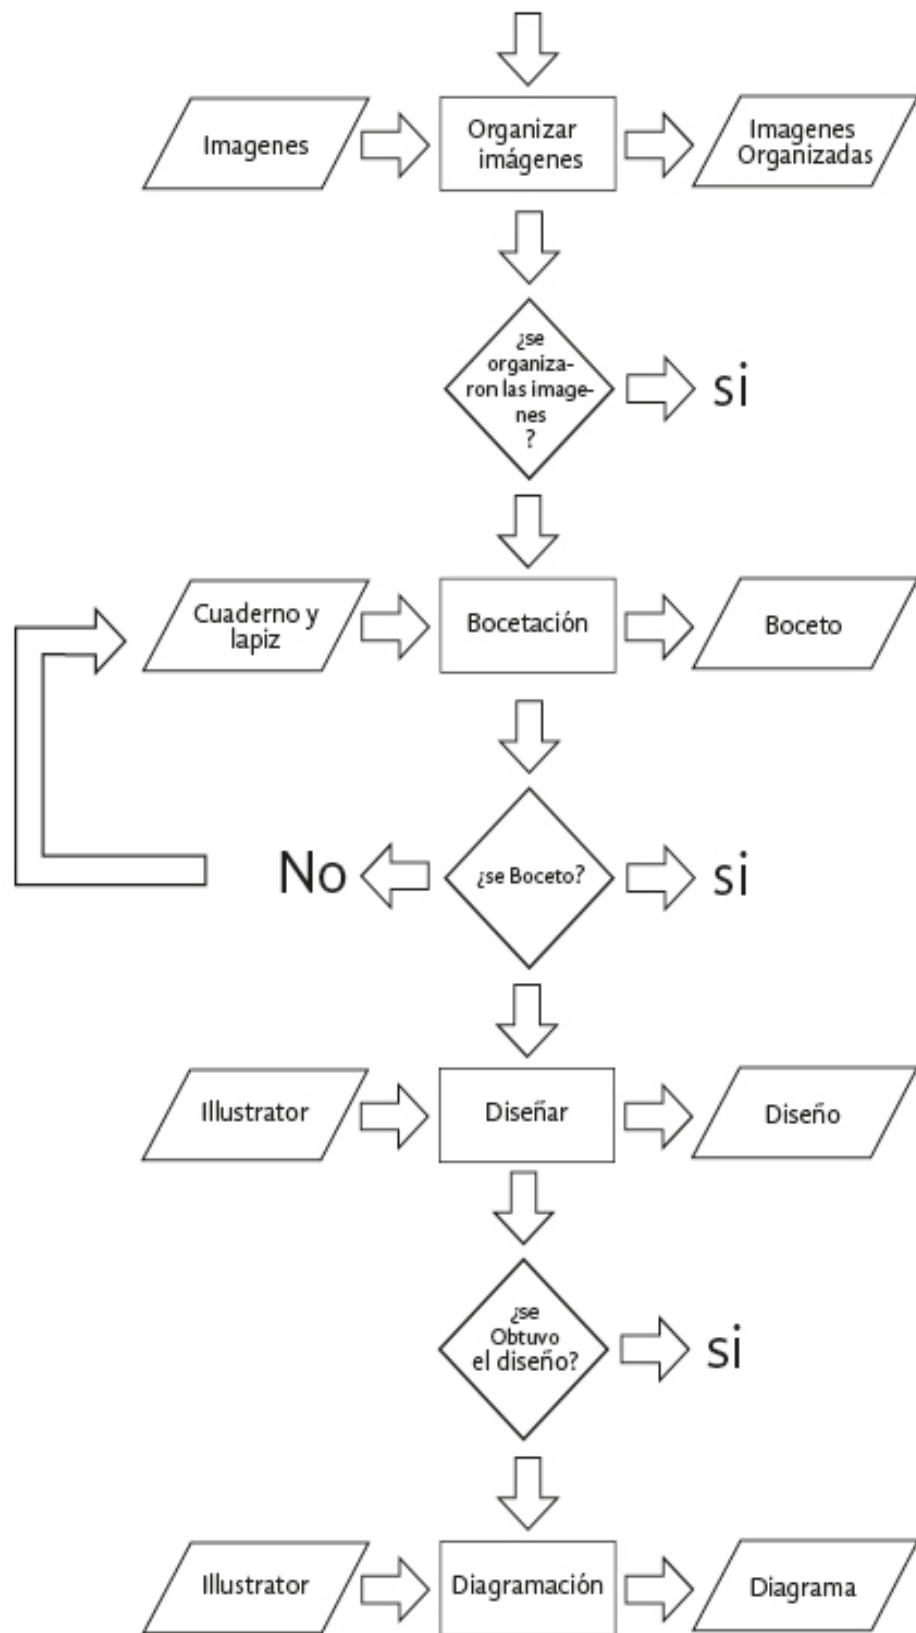 Imagenes
Organizar
imágenes
Imagenes
Organizadas
¿se
organiza-
ron las image-
nes
?
si
Cuaderno y
lapiz
Bocetación
Boceto
No
¿se Boceto?
si
Illustrator
Diseñar
Diseño
¿se
Obtuvo
el diseño?
si
Illustrator
Diagramación
Diagrama